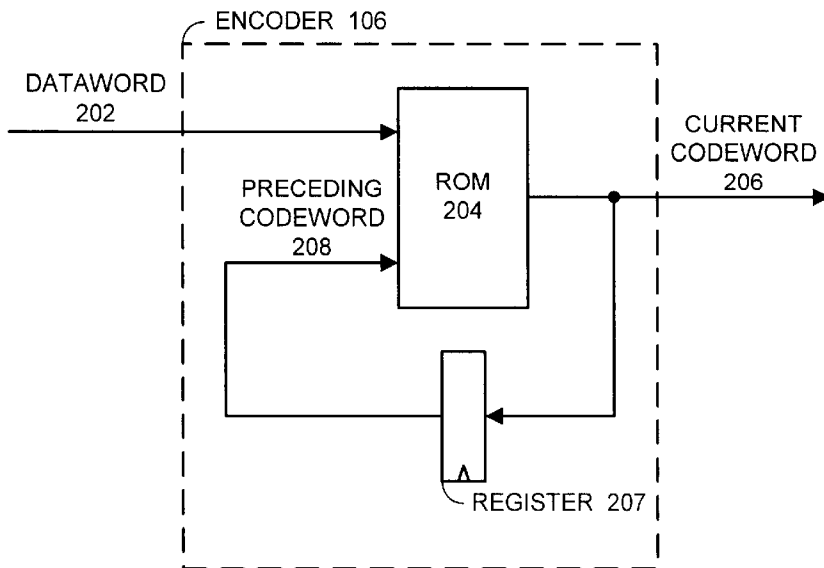 ENCODER 106
DATAWORD
202
CURRENT
CODEWORD
206
ROM
204
PRECEDING
CODEWORD
208
REGISTER 207